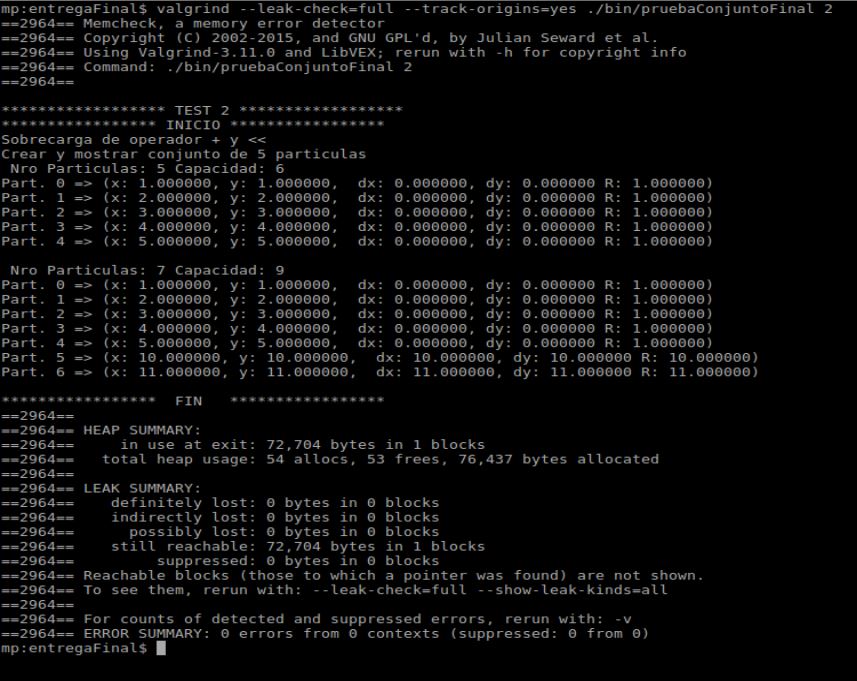 mp:entregaFinal$ valgrind --leak-check=full --track-origins=yes ./bin/pruebaConjuntoFinal 2
==2964== Memcheck, a memory error detector
==2964== Copyright (C) 2002-2015, and GNU GPL'd, by Julian Seward et al.
==2964== Using Valgrind-3.11.0 and LibVEX; rerun with -h for copyright info
==2964== Command: ./bin/pruebaConjuntoFinal 2
==2964==
****************** TEST 2 ******************
***************** INICIO *****************
Sobrecarga de operador + y <<
Crear y mostrar conjunto de 5 particulas
 Nro Particulas: 5 Capacidad: 6
Part. 0 => (x: 1.000000, y: 1.000000,  dx: 0.000000, dy: 0.000000 R: 1.000000)
Part. 1 => (x: 2.000000, y: 2.000000,  dx: 0.000000, dy: 0.000000 R: 1.000000)
Part. 2 => (x: 3.000000, y: 3.000000,  dx: 0.000000, dy: 0.000000 R: 1.000000)
Part. 3 => (x: 4.000000, y: 4.000000,  dx: 0.000000, dy: 0.000000 R: 1.000000)
Part. 4 => (x: 5.000000, y: 5.000000,  dx: 0.000000, dy: 0.000000 R: 1.000000)
 Nro Particulas: 7 Capacidad: 9
Part. 0 => (x: 1.000000, y: 1.000000,  dx: 0.000000, dy: 0.000000 R: 1.000000)
Part. 1 => (x: 2.000000, y: 2.000000,  dx: 0.000000, dy: 0.000000 R: 1.000000)
Part. 2 => (x: 3.000000, y: 3.000000,  dx: 0.000000, dy: 0.000000 R: 1.000000)
Part. 3 => (x: 4.000000, y: 4.000000,  dx: 0.000000, dy: 0.000000 R: 1.000000)
Part. 4 => (x: 5.000000, y: 5.000000,  dx: 0.000000, dy: 0.000000 R: 1.000000)
Part. 5 => (x: 10.000000, y: 10.000000,  dx: 10.000000, dy: 10.000000 R: 10.000000)
Part. 6 => (x: 11.000000, y: 11.000000,  dx: 11.000000, dy: 11.000000 R: 11.000000)
*****************  FIN   *****************
==2964==
==2964== HEAP SUMMARY:
==2964==     in use at exit: 72,704 bytes in 1 blocks
==2964==   total heap usage: 54 allocs, 53 frees, 76,437 bytes allocated
==2964==
==2964== LEAK SUMMARY:
==2964==    definitely lost: 0 bytes in 0 blocks
==2964==    indirectly lost: 0 bytes in 0 blocks
==2964==      possibly lost: 0 bytes in 0 blocks
==2964==    still reachable: 72,704 bytes in 1 blocks
==2964==         suppressed: 0 bytes in 0 blocks
==2964== Reachable blocks (those to which a pointer was found) are not shown.
==2964== To see them, rerun with: --leak-check=full --show-leak-kinds=all
==2964==
==2964== For counts of detected and suppressed errors, rerun with: -v
==2964== ERROR SUMMARY: 0 errors from 0 contexts (suppressed: 0 from 0)
mp:entregaFinal$